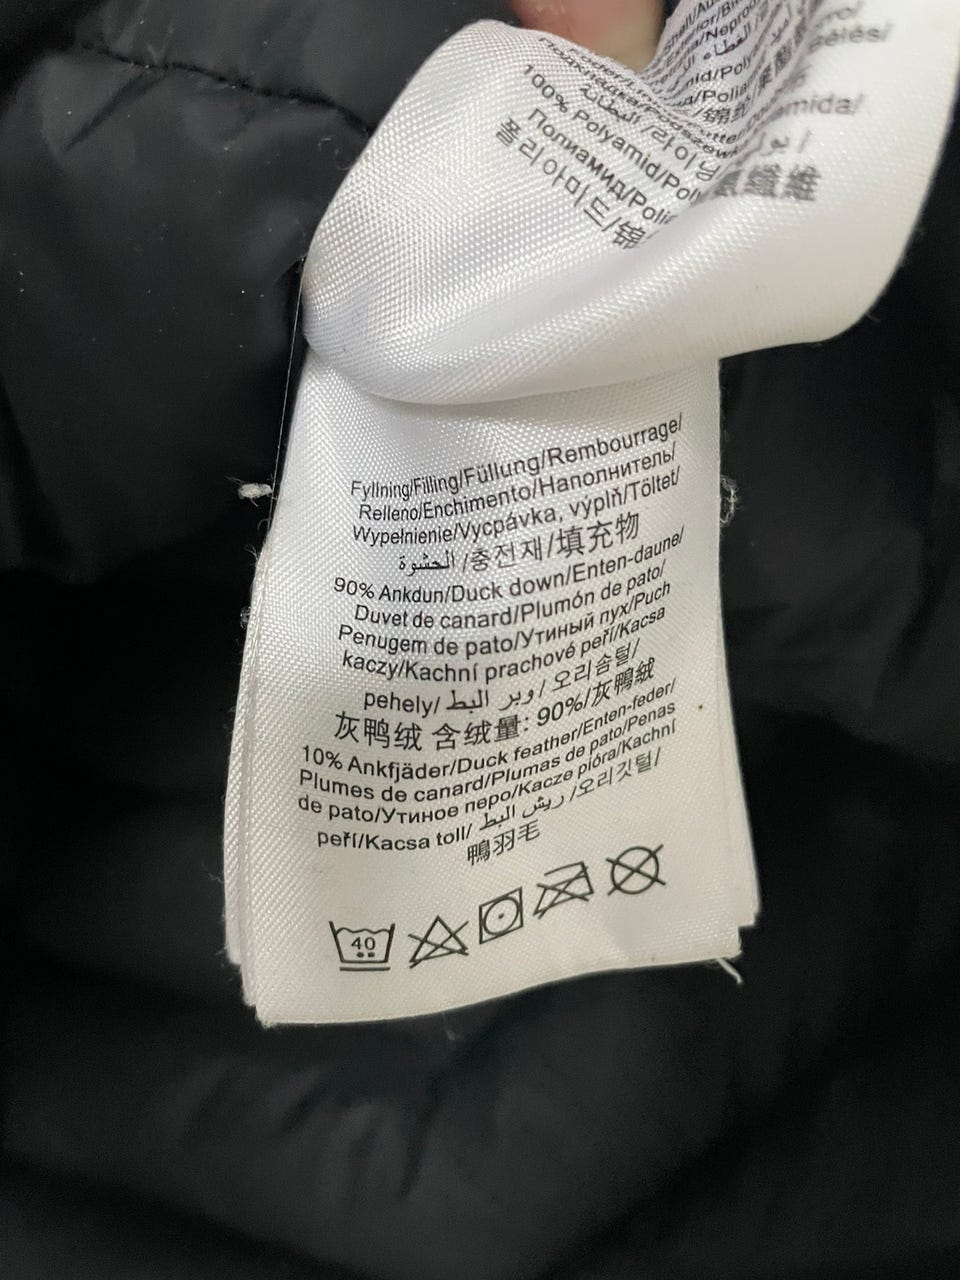 100% Polyamid/
Полиамид/
폴리아미드/锦
Fyllning/Filling/Füllung/Rembourrage/
Relleno/Enchimento/Наполнитель/
Wypełnienie/Vycpávka, výplň/Töltet/
الحشوة /충전재/填充物
90% Ankdun/Duck down/Enten-daune/
Duvet de canard/Plumón de pato/
Penugem de pato/Утиный пух/Puch
kaczy/Kachní prachové peří/Kacsa
pehely/ وبر البط /오리솜털/
灰鸭绒 含绒量: 90%/灰鴨絨
10% Ankfjäder/Duck feather/Enten-feder/
Plumes de canard/Plumas de pato/Penas
de pato/Утиное перо/Kacze pióra/Kachní
peří/Kacsa toll/ ريش البط /오리깃털/
鴨羽毛
40